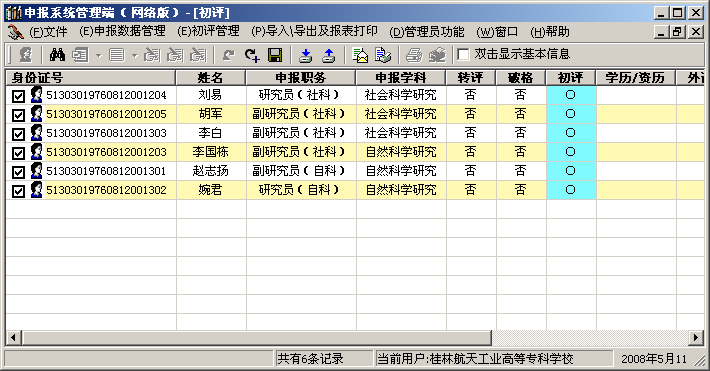 申报系统管理端（网络版）-[初评]
(F)文件 (E)申报数据管理 (E)初评管理 (P)导入\导出及报表打印 (D)管理员功能 (W)窗口 (H)帮助
双击显示基本信息
身份证号 姓名 申报职务 申报学科 转评 破格 初评 学历/资历
51303019760812001204 刘易 研究员（社科） 社会科学研究 否 否 ○
51303019760812001205 胡军 副研究员（社科） 社会科学研究 否 否 ○
51303019760812001303 李白 副研究员（社科） 社会科学研究 否 否 ○
51303019760812001203 李国栋 副研究员（社科） 自然科学研究 否 否 ○
51303019760812001301 赵志扬 副研究员（自科） 自然科学研究 否 否 ○
51303019760812001302 婉君 研究员（自科） 自然科学研究 否 否 ○
共有6条记录 当前用户:桂林航天工业高等专科学校 2008年5月11